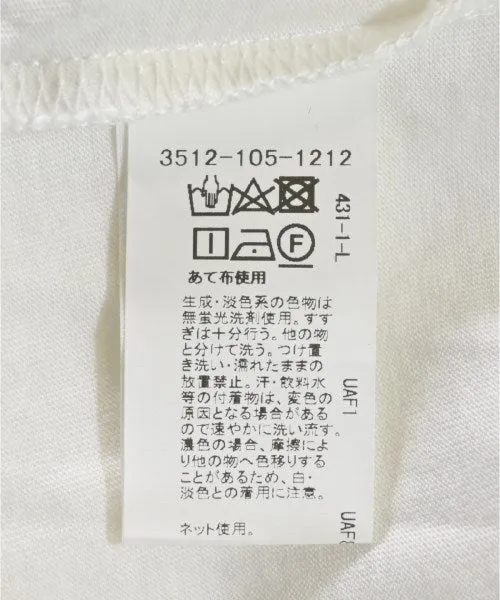 3512-105-1212
F
あて布使用
生成・淡色系の色物は
無蛍光洗剤使用。すす
ぎは十分行う。他の物
と分けて洗う。つけ置
き洗い・濡れたままの
放置禁止。汗・飲料水
等の付着物は、変色の
原因となる場合がある
ので速やかに洗い流す。
濃色の場合、摩擦によ
り他の物へ色移りする
ことがあるため、白・
淡色との着用に注意。
ネット使用。
431-1-L
UAF1